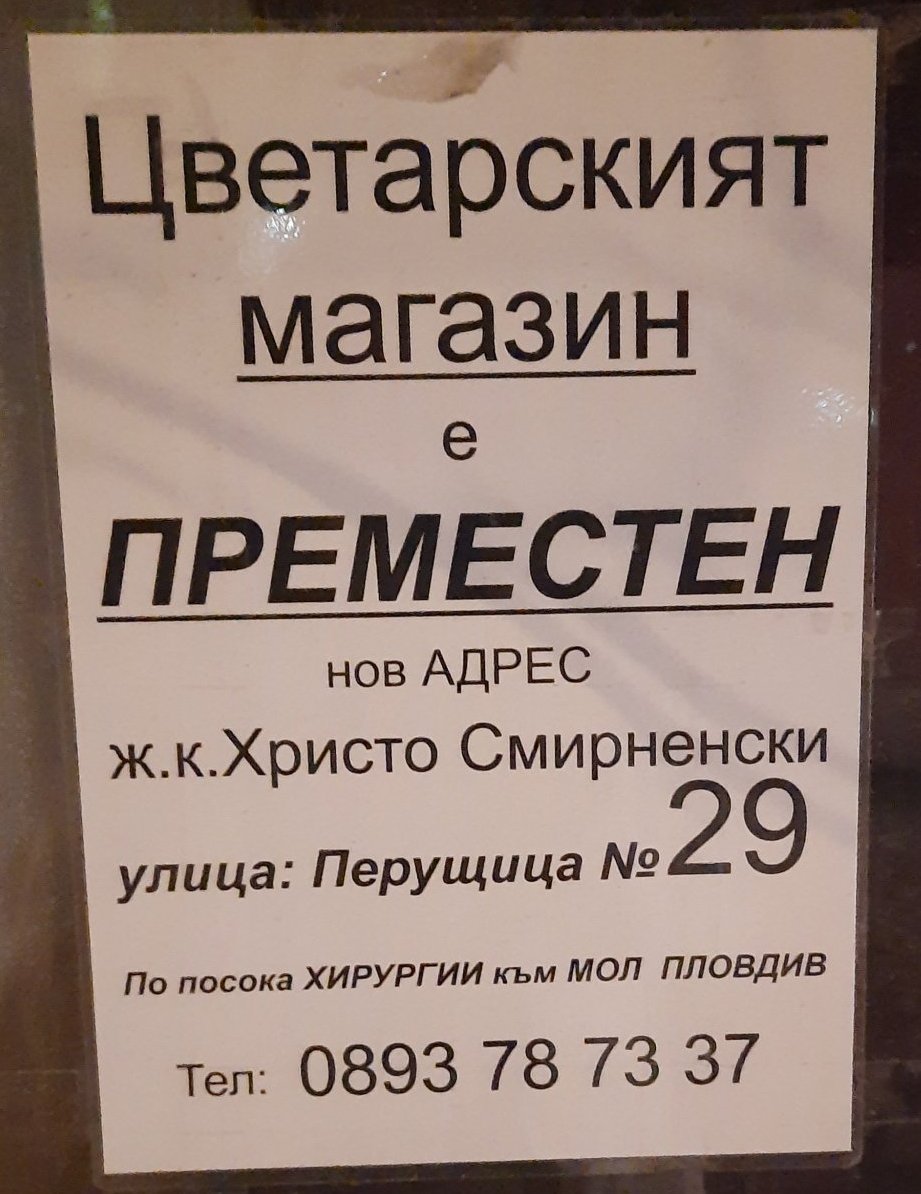 Цветарският
магазин
е
ПРЕМЕСТЕН
нов АДРЕС
ж.к.Христо Смирненски
улица: Перущица №29
По посока ХИРУРГИИ към МОЛ ПЛОВДИВ
Тел: 0893 78 73 37